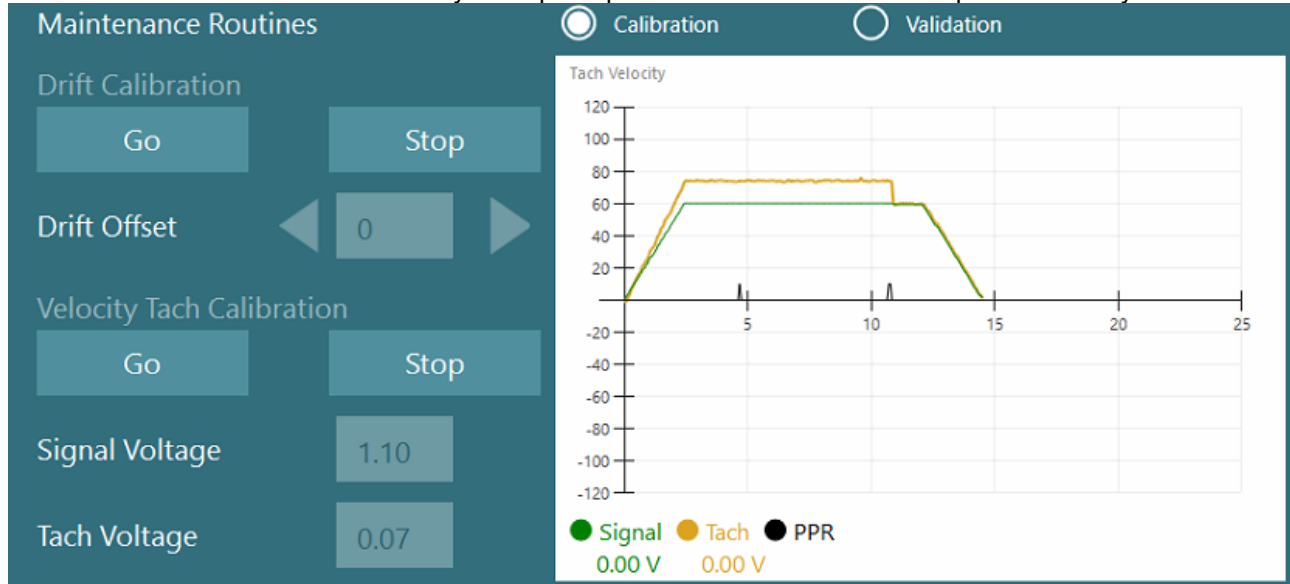 Maintenance Routines
Calibration
Validation
Drift Calibration
Go
Stop
Drift Offset
0
Velocity Tach Calibration
Go
Stop
Signal Voltage
1.10
Tach Voltage
0.07
Tach Velocity
120
100
80
60
40
20
-20
-40
-60
-80
-100
-120
5
10
15
20
25
Signal
Tach
PPR
0.00 V
0.00 V